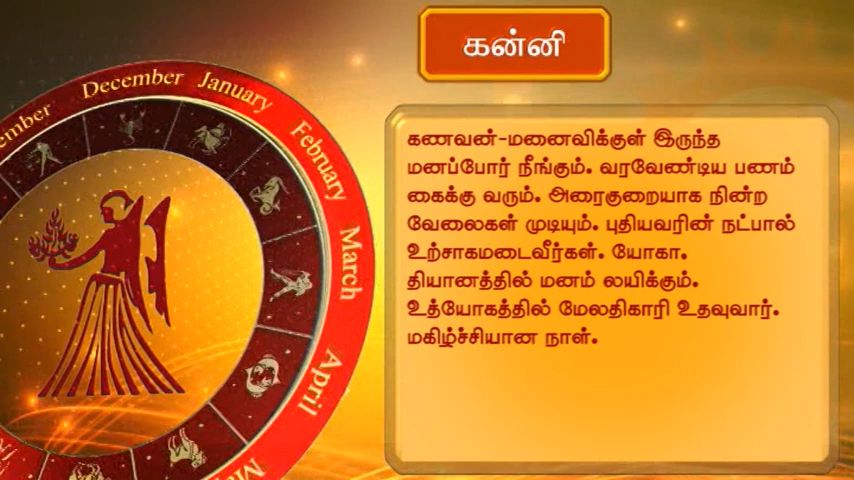 கன்னி
கணவன்-மனைவிக்குள் இருந்த
மனப்போர் நீங்கும். வரவேண்டிய பணம்
கைக்கு வரும். அரைகுறையாக நின்ற
வேலைகள் முடியும். புதியவரின் நட்பால்
உற்சாகமடைவீர்கள். யோகா,
தியானத்தில் மனம் லயிக்கும்.
உத்யோகத்தில் மேலதிகாரி உதவுவார்.
மகிழ்ச்சியான நாள்.
ember
December
January
February
March
April